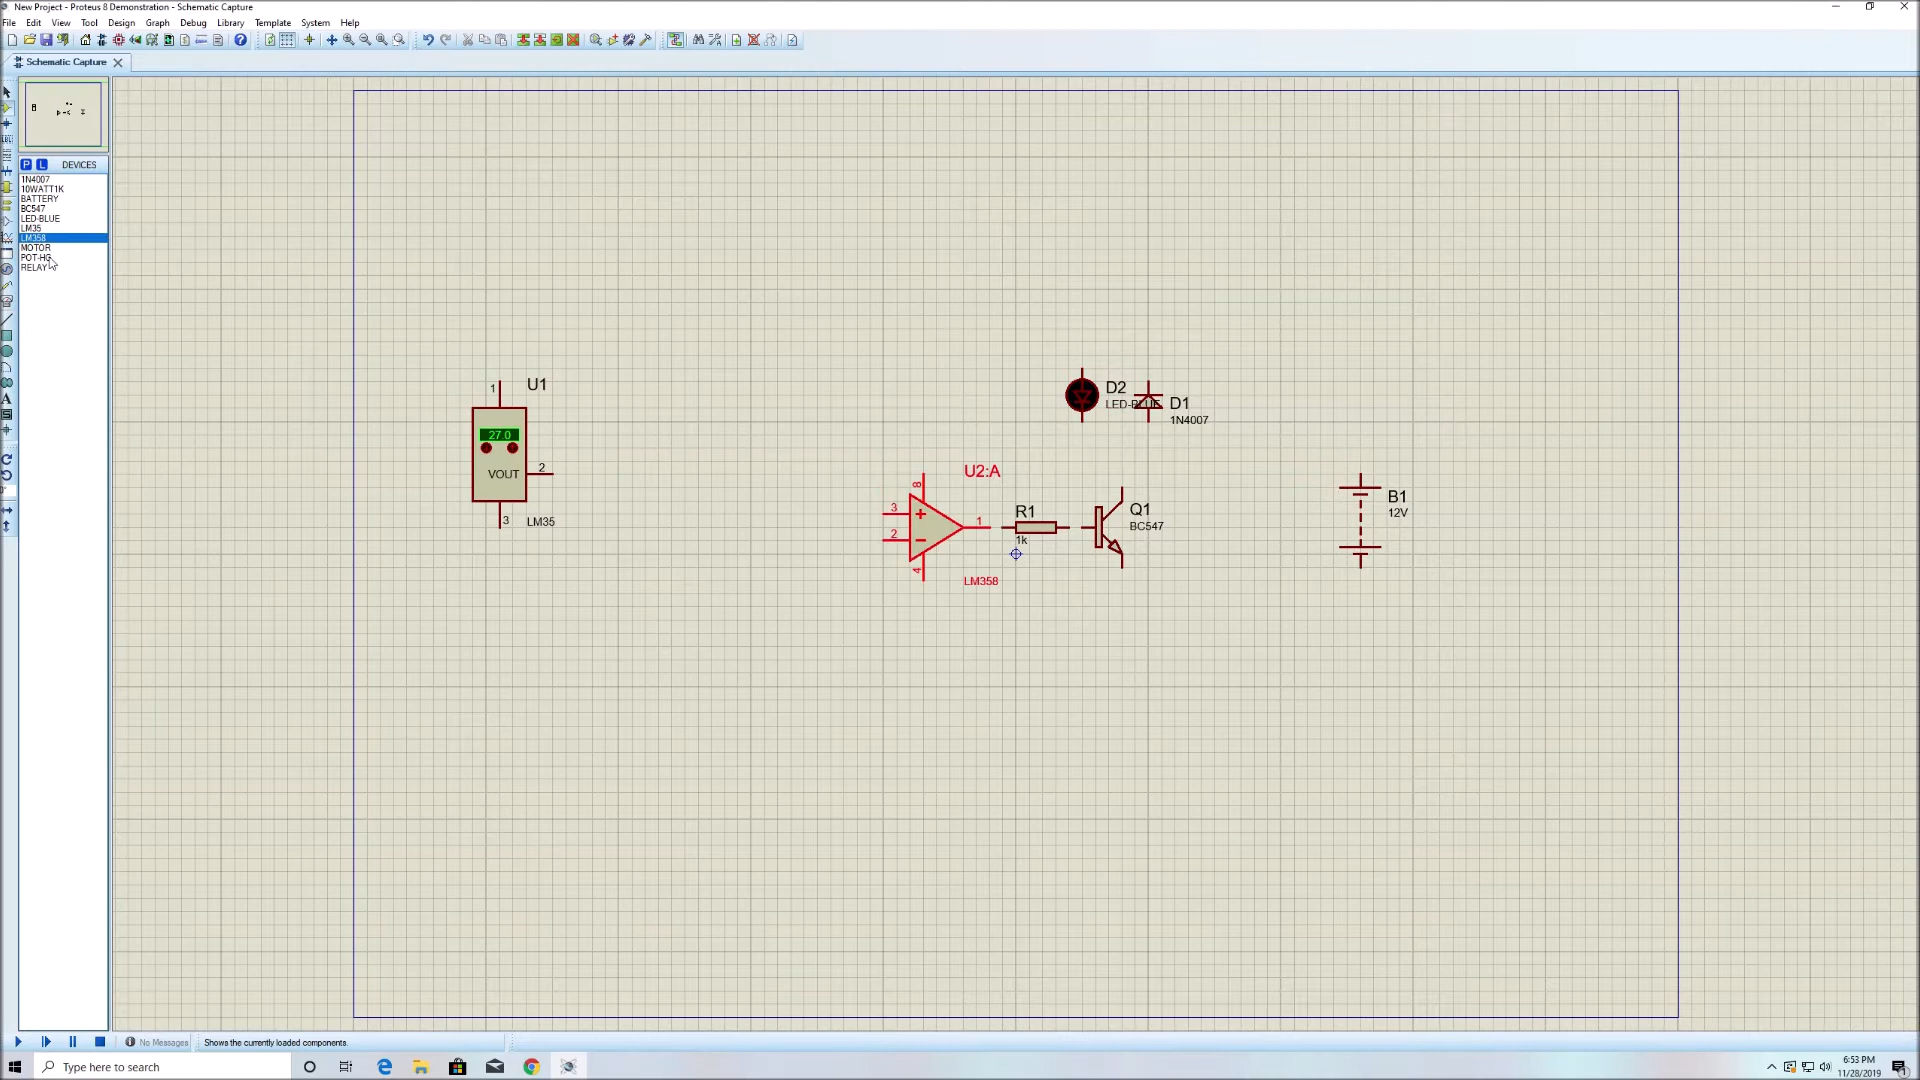 New Project - Proteus 8 Demonstration - Schematic Capture
File Edit View Tool Design Graph Debug Library Template System Help
Schematic Capture
P L DEVICES
1N4007
10WATT1K
BATTERY
BC547
LED-BLUE
LM35
LM358
MOTOR
POT-HG
RELAY
A
1
U1
27.0
VOUT
2
3
LM35
D2
LED-BLUE
D1
1N4007
U2:A
8
3
2
1
4
LM358
R1
1k
Q1
BC547
B1
12V
No Messages
Shows the currently loaded components.
Type here to search
6:53 PM
11/28/2019